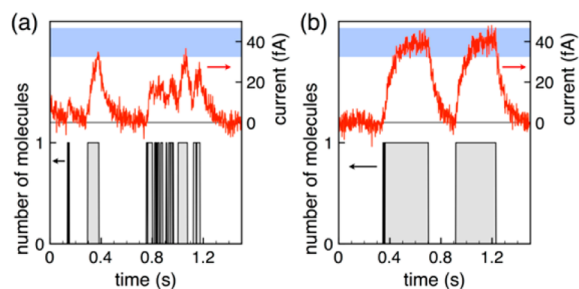 (a)
(b)
40
20
0
current (fA)
40
20
0
current (fA)
number of molecules
1
0
number of molecules
1
0
0
0.4
0.8
1.2
0
0.4
0.8
1.2
time (s)
time (s)